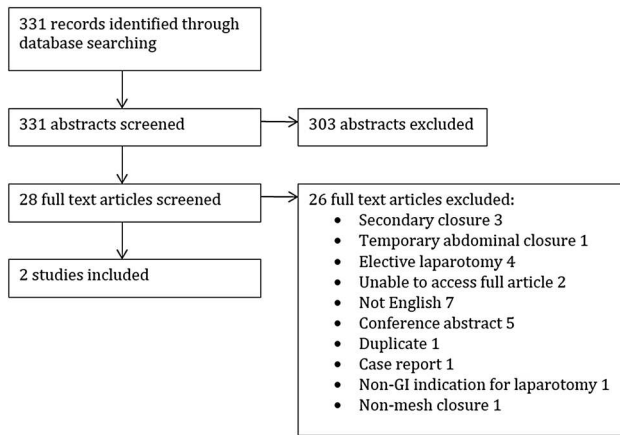 331 records identified through
database searching
331 abstracts screened
303 abstracts excluded
28 full text articles screened
26 full text articles excluded:
• Secondary closure 3
• Temporary abdominal closure 1
• Elective laparotomy 4
• Unable to access full article 2
• Not English 7
• Conference abstract 5
• Duplicate 1
• Case report 1
• Non-GI indication for laparotomy 1
• Non-mesh closure 1
2 studies included